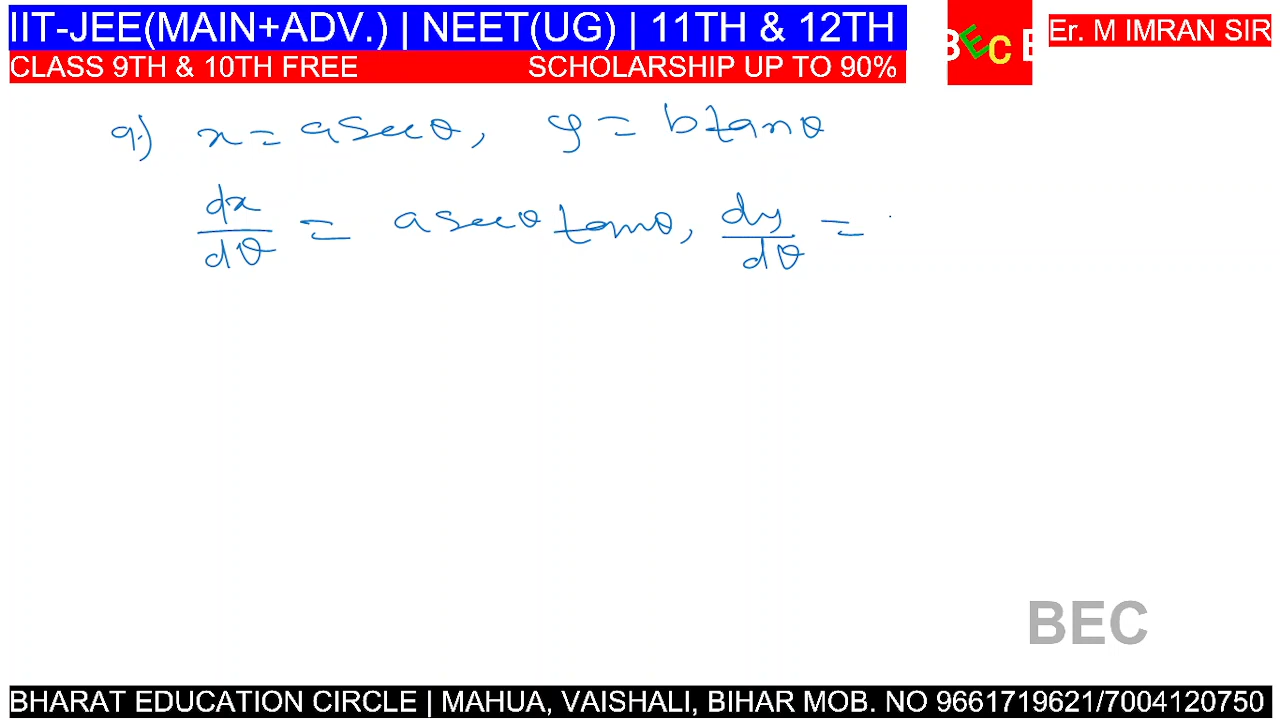 IIT-JEE(MAIN+ADV.) | NEET(UG) | 11TH & 12TH
CLASS 9TH & 10TH FREE SCHOLARSHIP UP TO 90%
BEC E
Er. M IMRAN SIR
9.) x = a secθ, y = b tanθ
dx/dθ = a secθ tanθ, dy/dθ =
BEC
BHARAT EDUCATION CIRCLE | MAHUA, VAISHALI, BIHAR MOB. NO 9661719621/7004120750